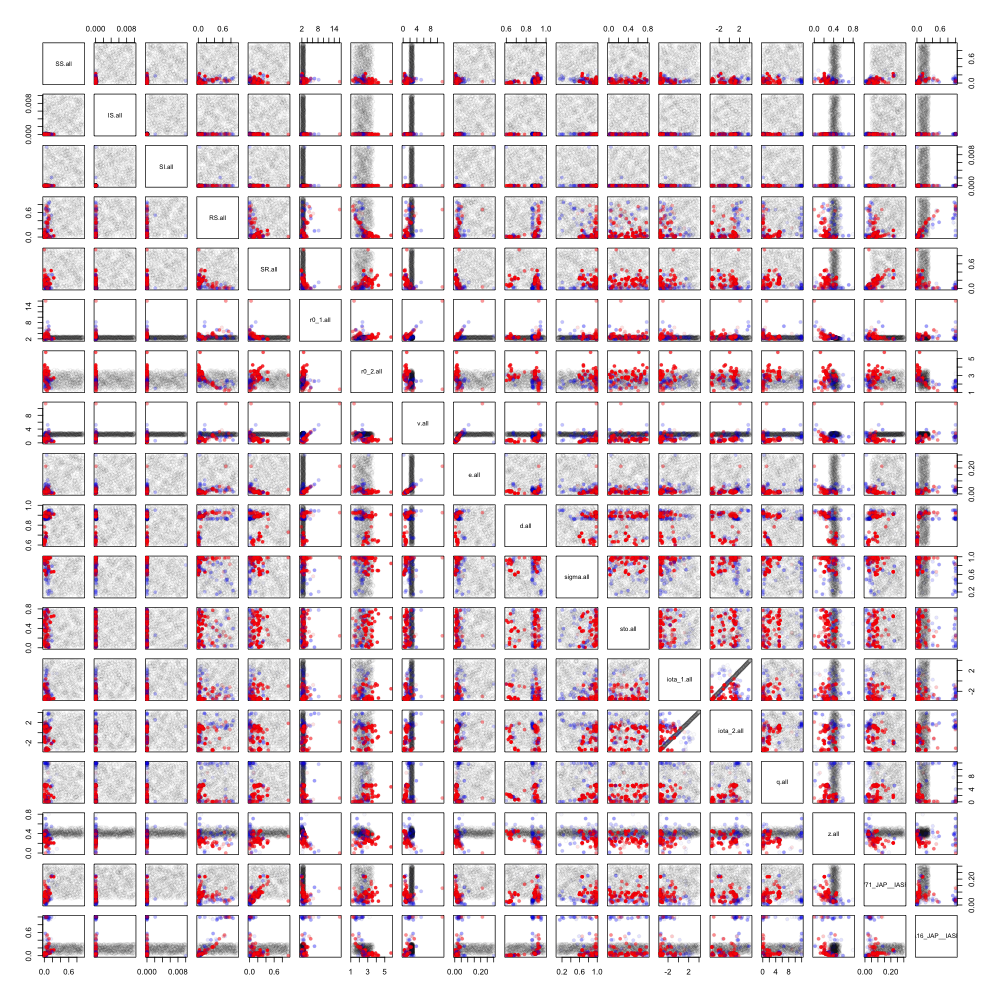 0.000 0.008 0.0 0.6 2 8 14 0 4 8 0.6 0.8 1.0 0.0 0.4 0.8 -2 2 0.0 0.4 0.8 0.0 0.6
SS.all 0.0 0.6
0.000 0.008 IS.all
SI.all 0.000 0.008
0.0 0.6 RS.all
SR.all 0.0 0.6
2 8 14 r0_1.all
r0_2.all 1 3 5
0 4 8 v.all
e.all 0.00 0.20
0.6 0.8 1.0 d.all
sigma.all 0.2 0.6 1.0
0.0 0.4 0.8 sto.all
iota_1.all -2 2
-2 2 iota_2.all
q.all 0 4 8
0.0 0.4 0.8 z.all
71_JAP__IASI 0.00 0.20
0.0 0.6 16_JAP__IASI
0.0 0.6 0.000 0.008 0.0 0.6 1 3 5 0.00 0.20 0.2 0.6 1.0 -2 2 0 4 8 0.00 0.20